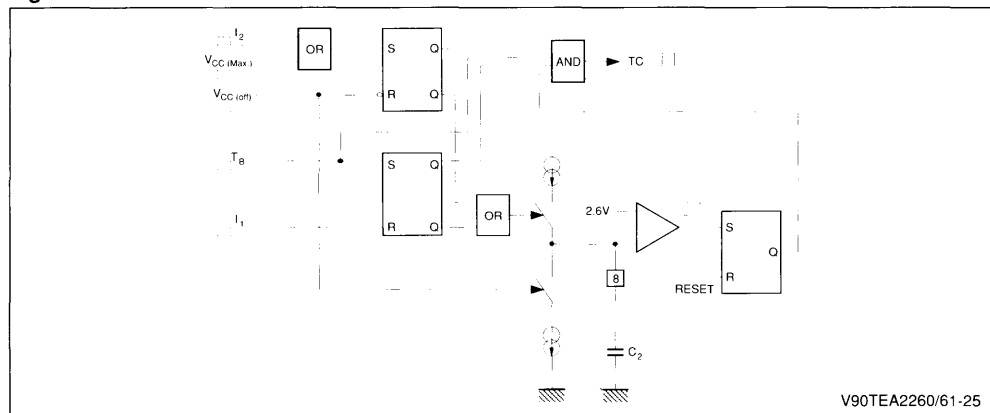 I2
VCC (Max.)
VCC (off)
T8
I1
OR
S Q
R Q
S Q
R Q
OR
AND
TC
2.6V
8
C2
S
Q
R
RESET
V90TEA2260/61-25